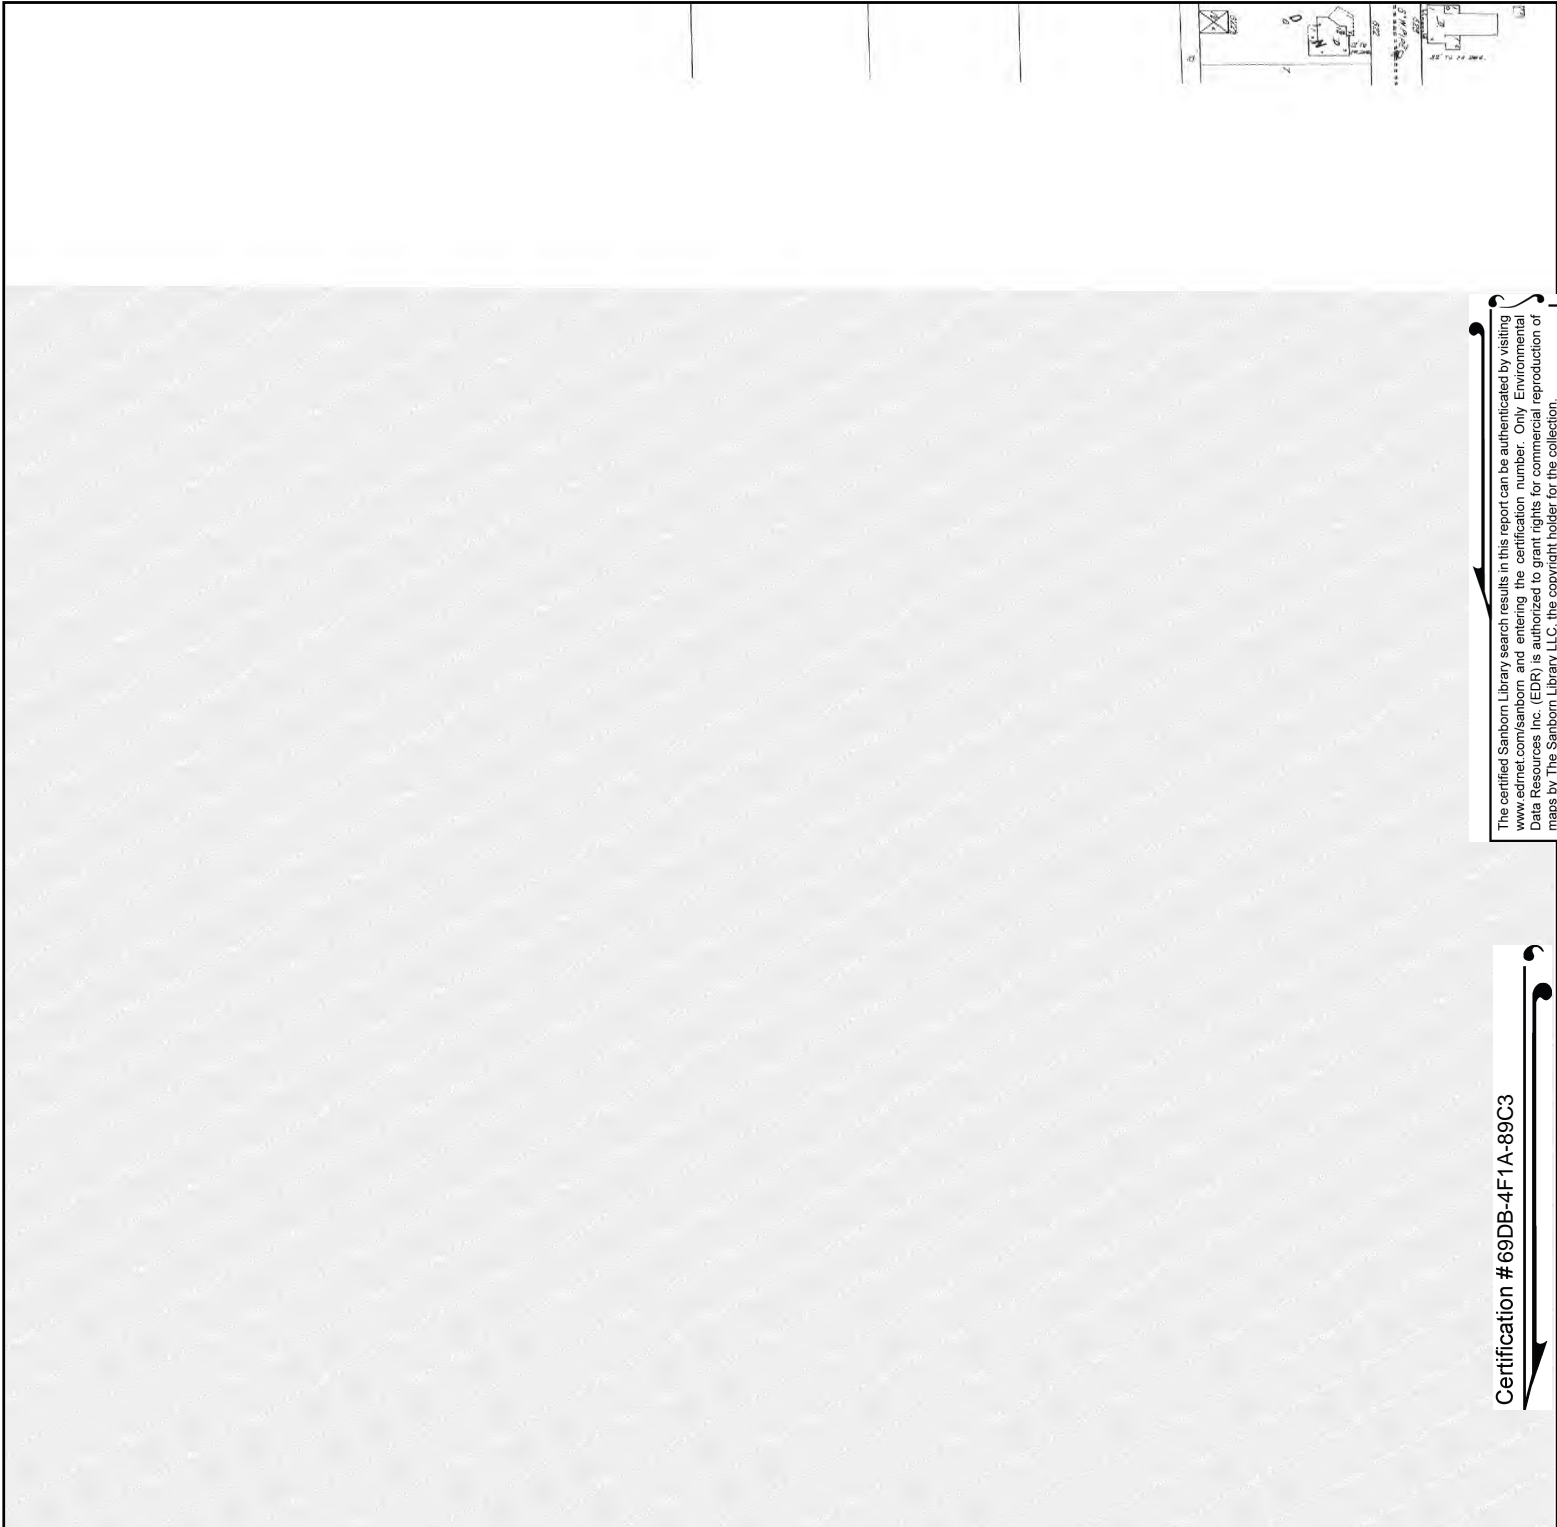 The certified Sanborn Library search results in this report can be authenticated by visiting
www.edrnet.com/sanborn and entering the certification number. Only Environmental
Data Resources Inc. (EDR) is authorized to grant rights for commercial reproduction of
maps by The Sanborn Library LLC, the copyright holder for the collection.
Certification # 69DB-4F1A-89C3